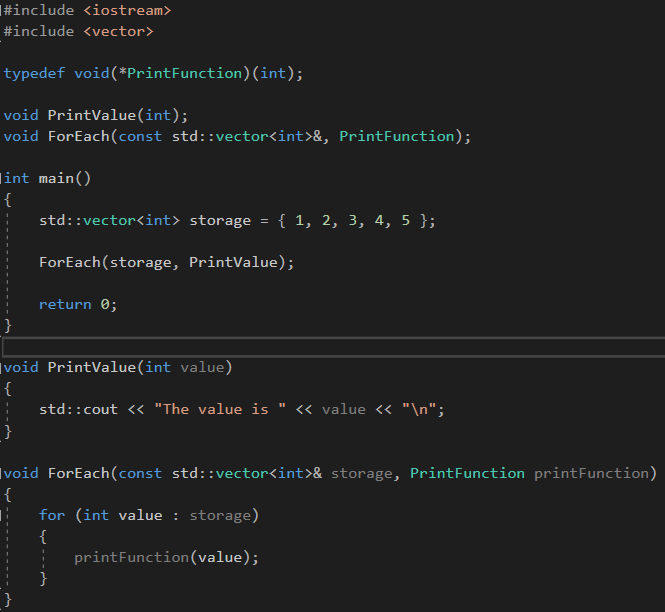 #include <iostream>
#include <vector>
typedef void(*PrintFunction)(int);
void PrintValue(int);
void ForEach(const std::vector<int>&, PrintFunction);
int main()
{
    std::vector<int> storage = { 1, 2, 3, 4, 5 };
    ForEach(storage, PrintValue);
    return 0;
}
void PrintValue(int value)
{
    std::cout << "The value is " << value << "\n";
}
void ForEach(const std::vector<int>& storage, PrintFunction printFunction)
{
    for (int value : storage)
    {
        printFunction(value);
    }
}